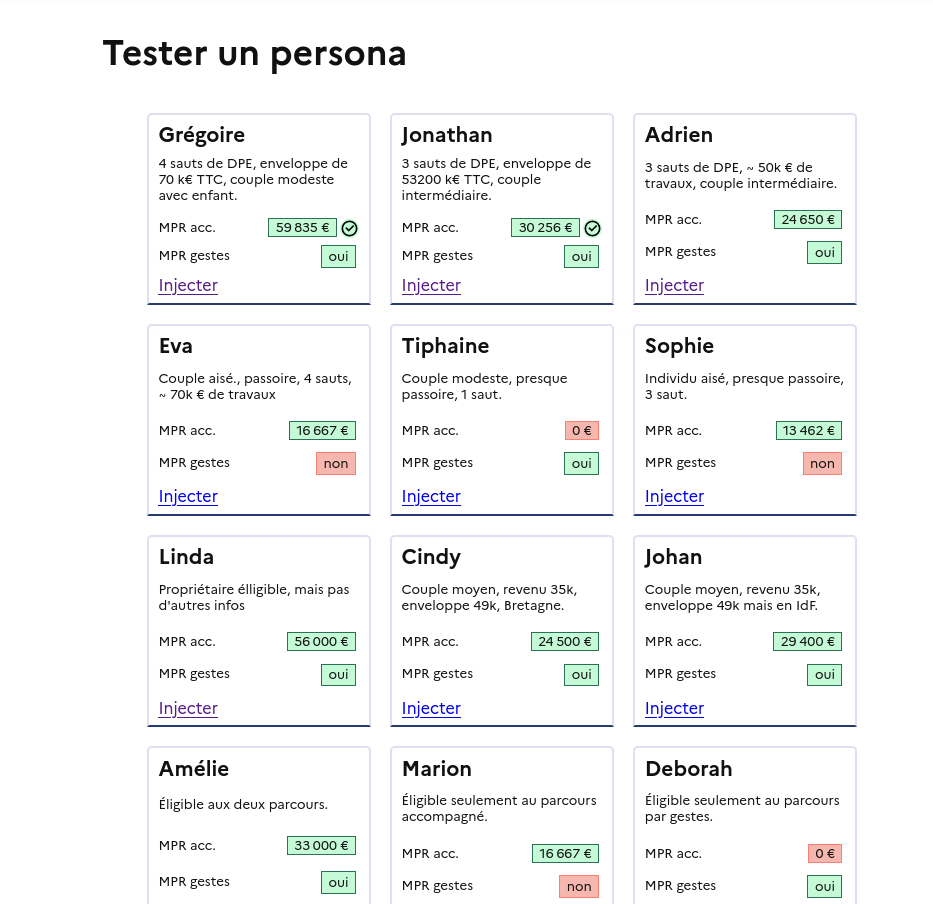 Tester un persona
Grégoire
4 sauts de DPE, enveloppe de
70 k€ TTC, couple modeste
avec enfant.
MPR acc.
59 835 €
MPR gestes
oui
Injecter
Jonathan
3 sauts de DPE, enveloppe de
53200 k€ TTC, couple
intermédiaire.
MPR acc.
30 256 €
MPR gestes
oui
Injecter
Adrien
3 sauts de DPE, ~ 50k € de
travaux, couple intermédiaire.
MPR acc.
24 650 €
MPR gestes
oui
Injecter
Eva
Couple aisé., passoire, 4 sauts,
~ 70k € de travaux
MPR acc.
16 667 €
MPR gestes
non
Injecter
Tiphaine
Couple modeste, presque
passoire, 1 saut.
MPR acc.
0 €
MPR gestes
oui
Injecter
Sophie
Individu aisé, presque passoire,
3 saut.
MPR acc.
13 462 €
MPR gestes
non
Injecter
Linda
Propriétaire élligible, mais pas
d'autres infos
MPR acc.
56 000 €
MPR gestes
oui
Injecter
Cindy
Couple moyen, revenu 35k,
enveloppe 49k, Bretagne.
MPR acc.
24 500 €
MPR gestes
oui
Injecter
Johan
Couple moyen, revenu 35k,
enveloppe 49k mais en IdF.
MPR acc.
29 400 €
MPR gestes
oui
Injecter
Amélie
Éligible aux deux parcours.
MPR acc.
33 000 €
MPR gestes
oui
Marion
Éligible seulement au parcours
accompagné.
MPR acc.
16 667 €
MPR gestes
non
Deborah
Éligible seulement au parcours
par gestes.
MPR acc.
0 €
MPR gestes
oui